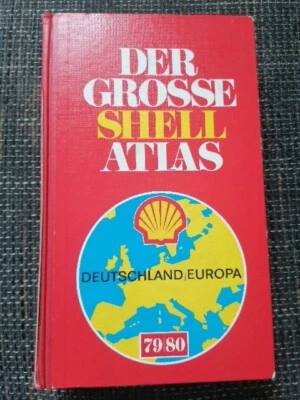 DER
GROSSE
SHELL
ATLAS
DEUTSCHLAND|EUROPA
79/80